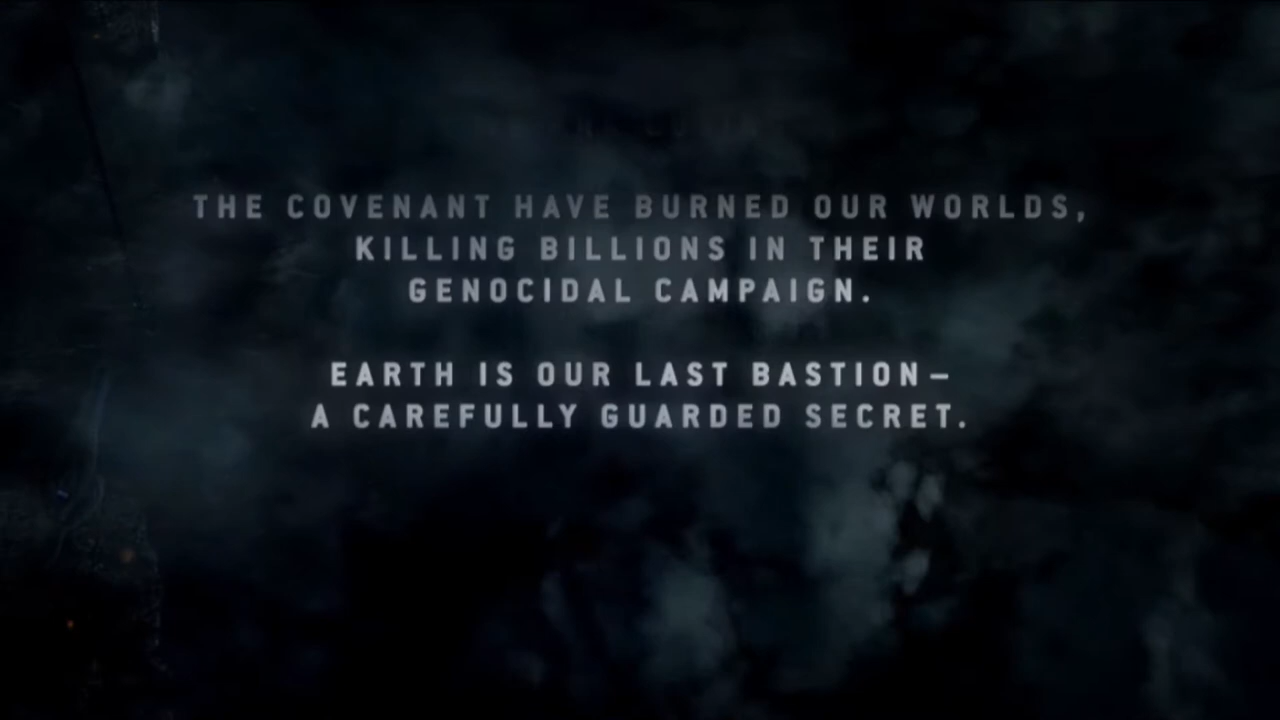 THE COVENANT HAVE BURNED OUR WORLDS,
KILLING BILLIONS IN THEIR
GENOCIDAL CAMPAIGN.
EARTH IS OUR LAST BASTION–
A CAREFULLY GUARDED SECRET.